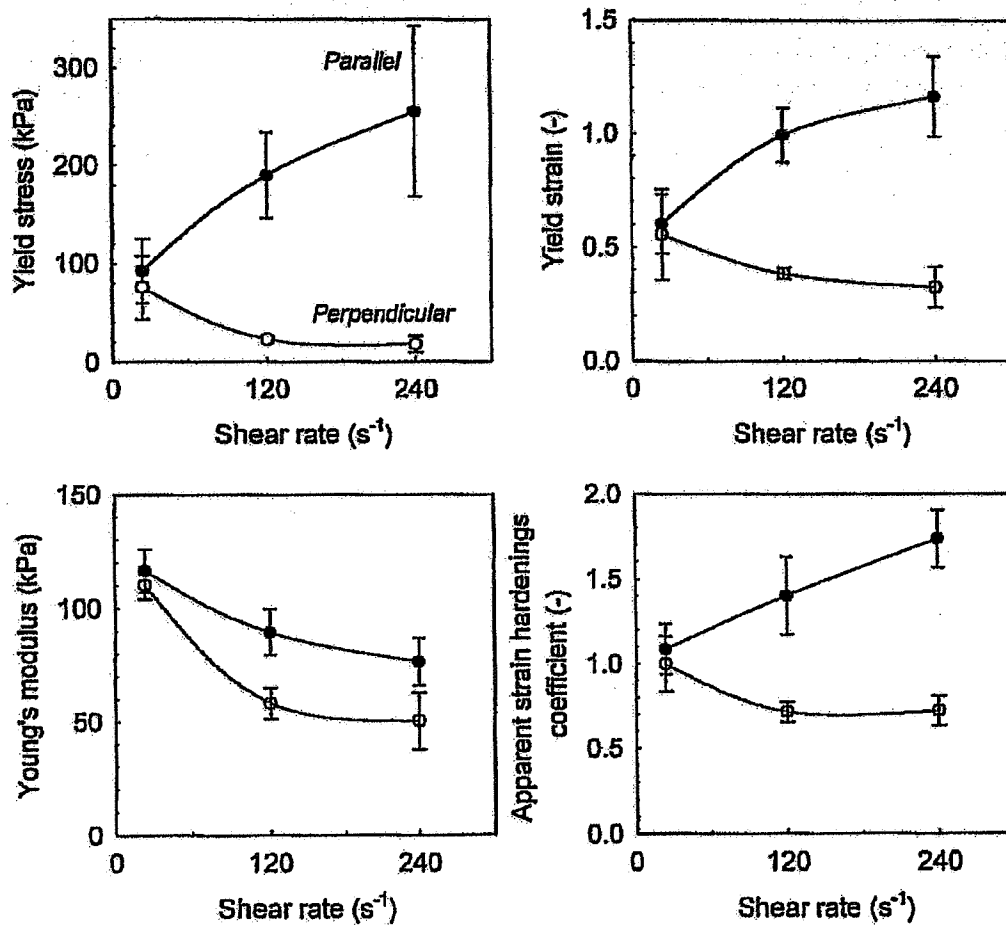 Yield stress (kPa)
300
200
100
0
Parallel
Perpendicular
0
120
240
Shear rate (s-1)
Yield strain (-)
1.5
1.0
0.5
0.0
0
120
240
Shear rate (s-1)
Young's modulus (kPa)
150
100
50
0
0
120
240
Shear rate (s-1)
Apparent strain hardenings
coefficient (-)
2.0
1.5
1.0
0.5
0.0
0
120
240
Shear rate (s-1)